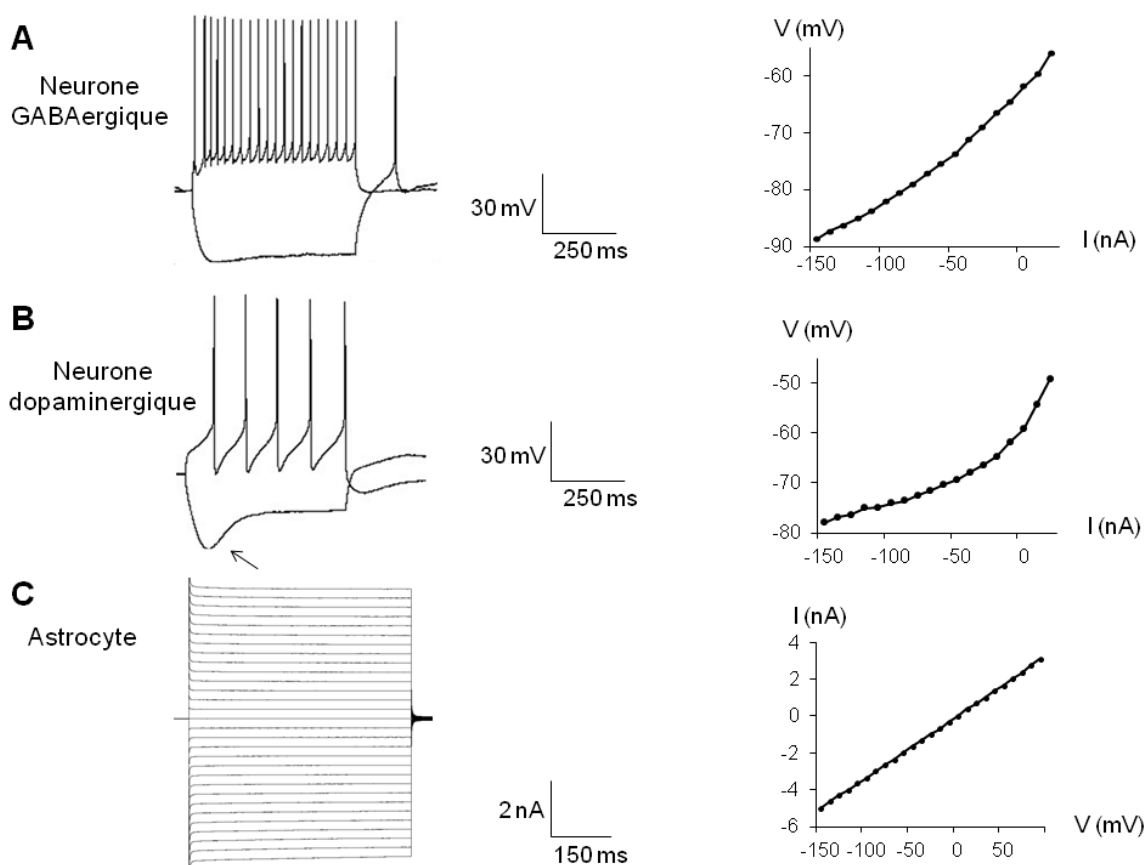 A
Neurone
GABAergique
30 mV
250 ms
V (mV)
-60
-70
-80
-90
-150
-100
-50
0
I (nA)
B
Neurone
dopaminergique
30 mV
250 ms
V (mV)
-50
-60
-70
-80
-150
-100
-50
0
I (nA)
C
Astrocyte
2 nA
150 ms
I (nA)
4
2
0
-2
-4
-6
-150
-100
-50
0
50
V (mV)